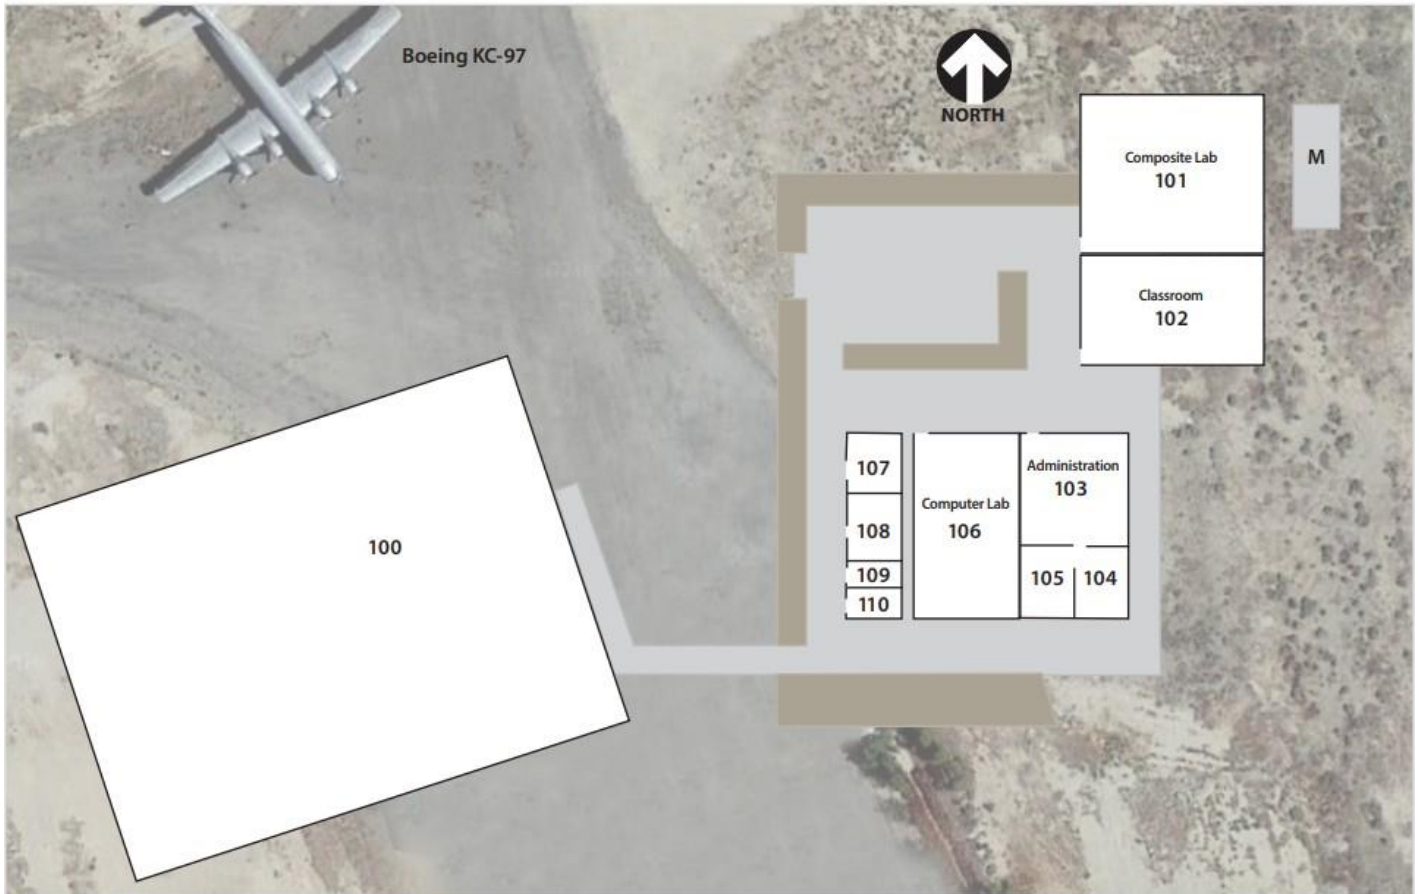 Boeing KC-97
NORTH
Composite Lab
101
M
Classroom
102
107
108
109
110
Computer Lab
106
Administration
103
105
104
100